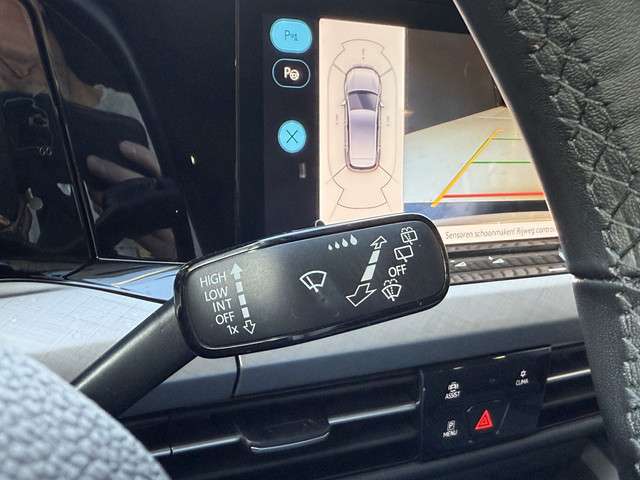 P
P
Sensoren schoonmaken! Rijweg contro
HIGH
LOW
INT
OFF
1x
OFF
ASSIST
CLIMA
P
MENU